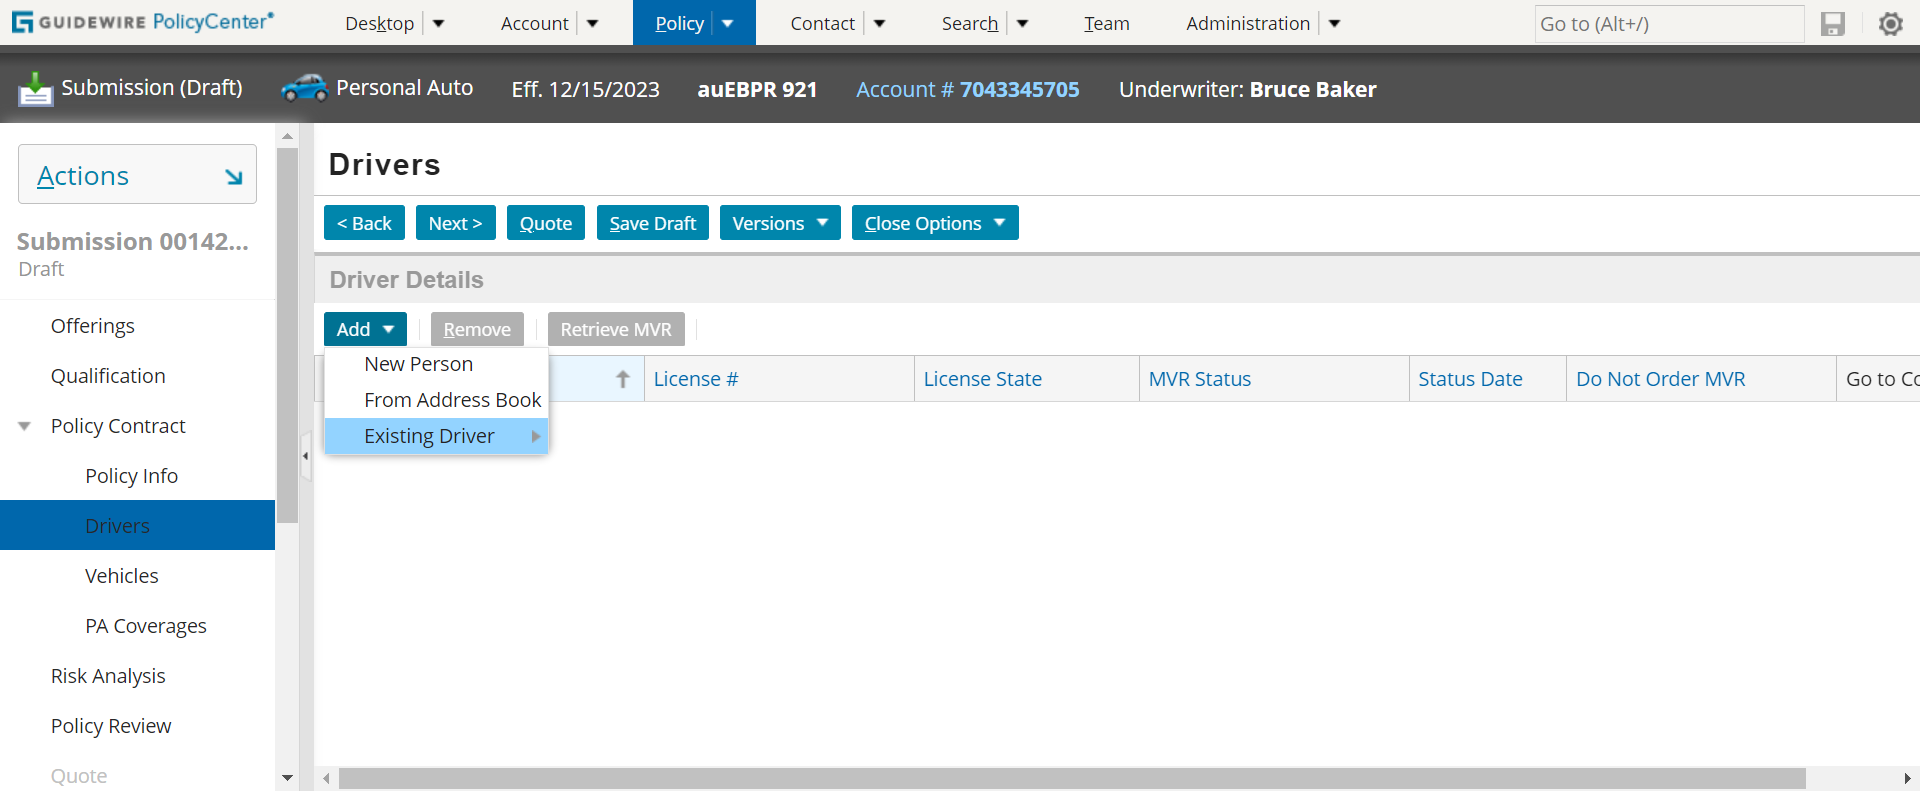 GUIDEWIRE PolicyCenter® Desktop Account Policy Contact Search Team Administration Go to (Alt+/)
Submission (Draft) Personal Auto Eff. 12/15/2023 auEBPR 921 Account # 7043345705 Underwriter: Bruce Baker
Actions
Submission 00142...
Draft
Offerings
Qualification
Policy Contract
Policy Info
Drivers
Vehicles
PA Coverages
Risk Analysis
Policy Review
Quote
Drivers
< Back Next > Quote Save Draft Versions Close Options
Driver Details
Add Remove Retrieve MVR
New Person
From Address Book
Existing Driver
License # License State MVR Status Status Date Do Not Order MVR Go to Co